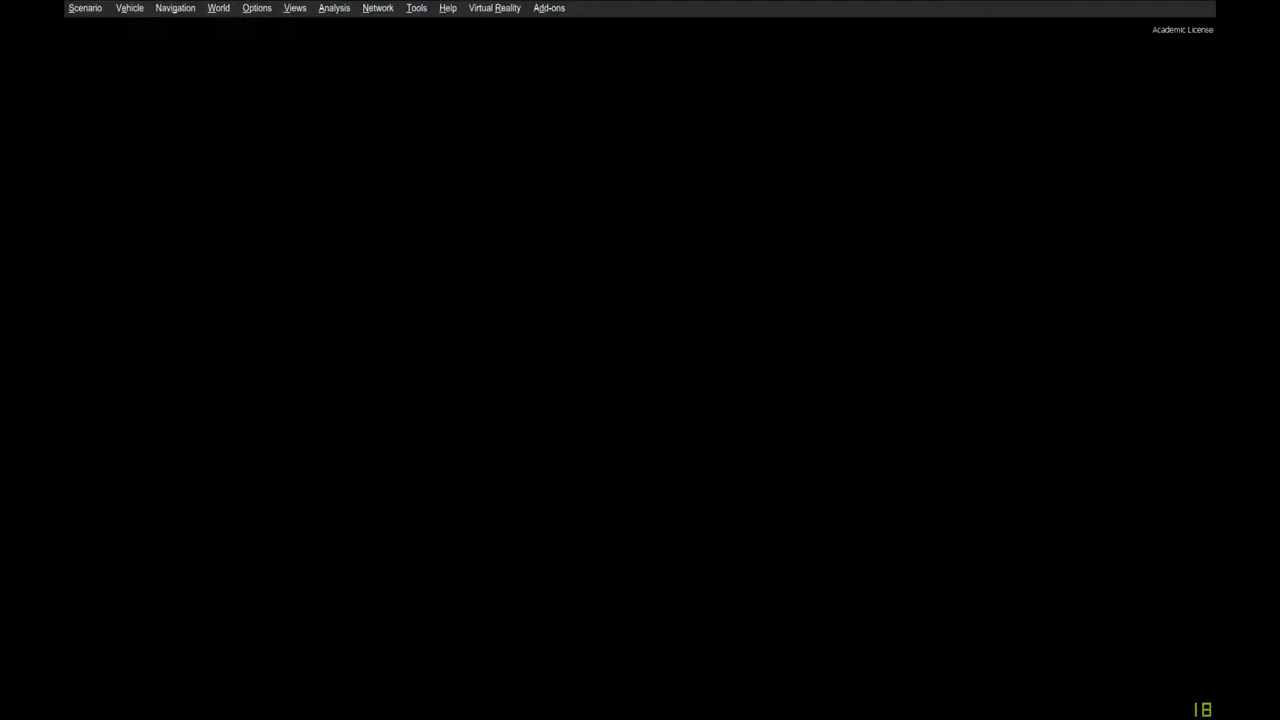 Scenario Vehicle Navigation World Options Views Analysis Network Tools Help Virtual Reality Add-ons
Academic License
18